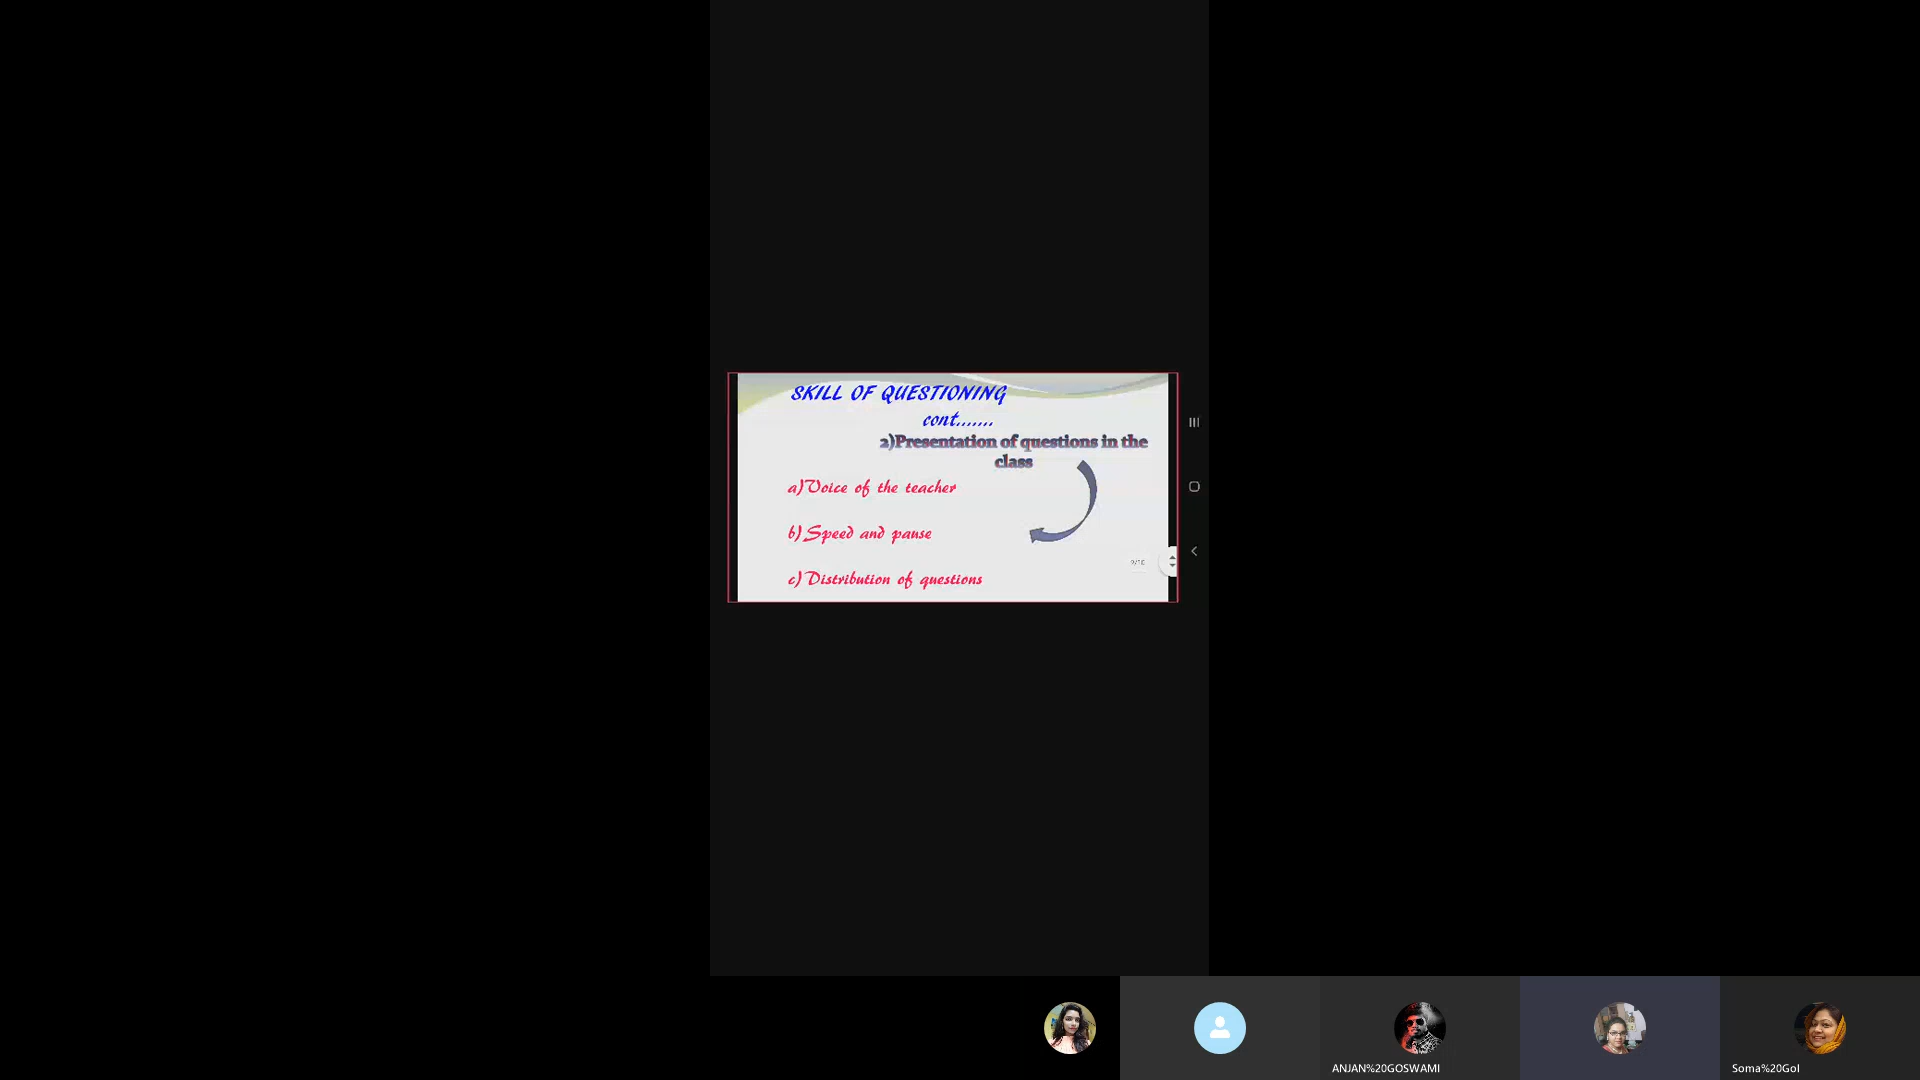 SKILL OF QUESTIONING
cont.......
2)Presentation of questions in the
class
a)Voice of the teacher
b)Speed and pause
c)Distribution of questions
ANJAN%20GOSWAMI
Soma%20Gol